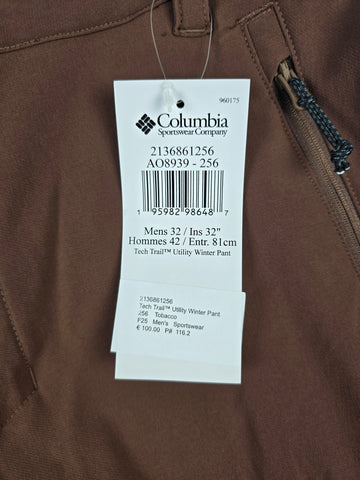 960175
Columbia
Sportswear Company
2136861256
AO8939 - 256
1 95982 98648 7
Mens 32 / Ins 32"
Hommes 42 / Entr. 81cm
Tech Trail™ Utility Winter Pant
2136861256
Tech Trail™ Utility Winter Pant
256 Tobacco
F25 Men's Sportswear
€ 100.00 P# 116.2